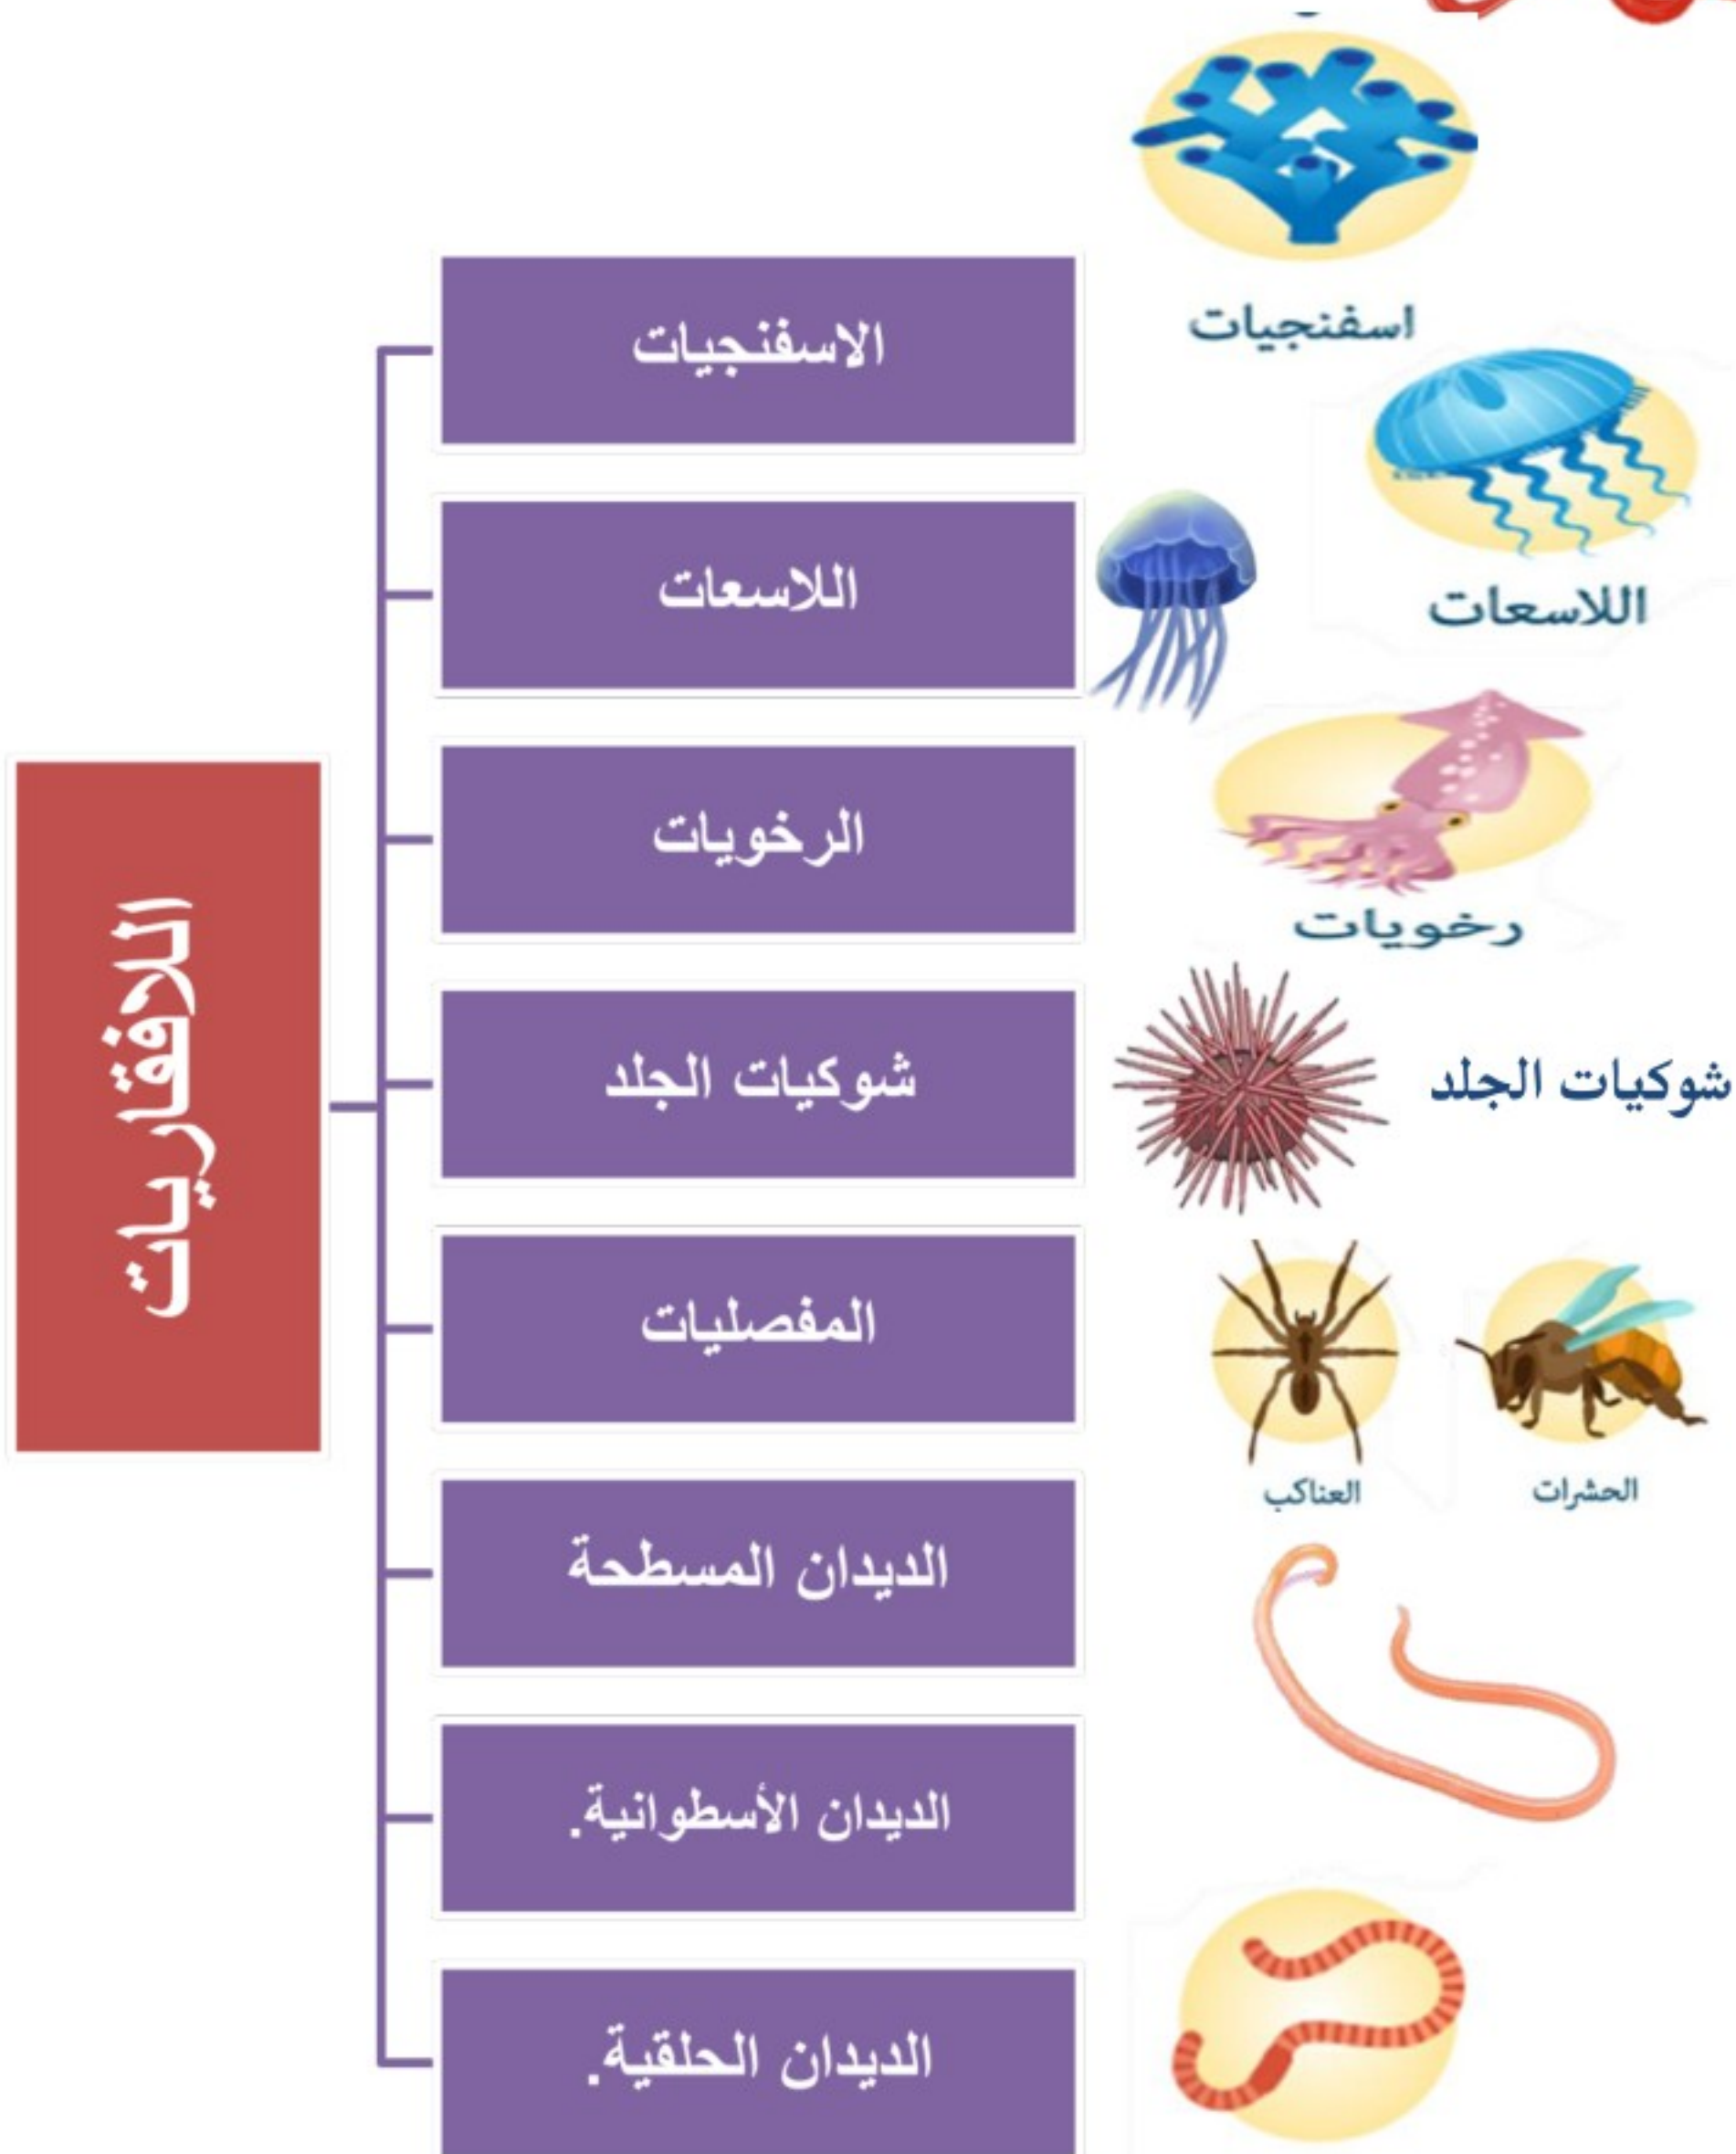 اللافقاريات
الاسفنجيات
اسفنجيات
اللاسعات
اللاسعات
الرخويات
رخويات
شوكيات الجلد
شوكيات الجلد
المفصليات
العناكب
الحشرات
الديدان المسطحة
الديدان الأسطوانية.
الديدان الحلقية.